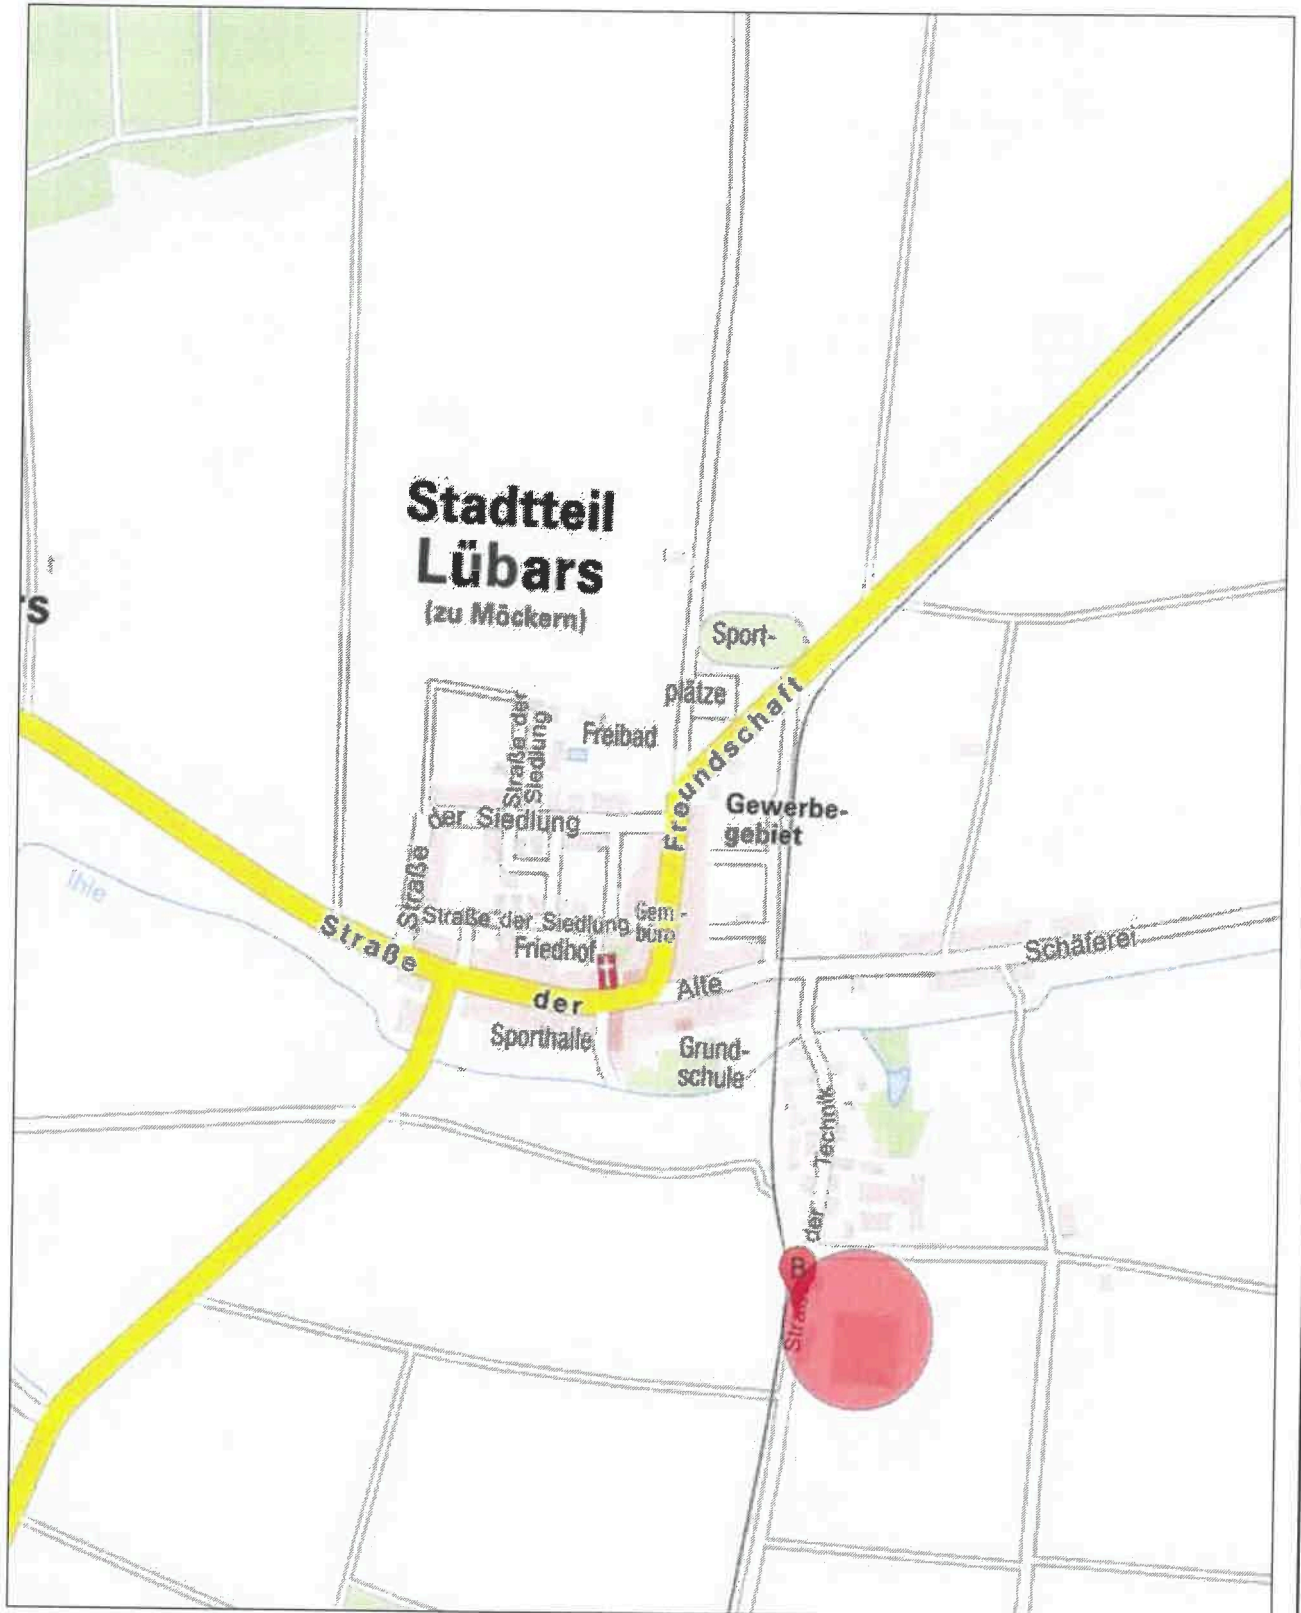 Stadtteil
Lübars
(zu Möckern)
rs
Sport-
plätze
Freibad
Straße der
Siedlung
Freundschaft
Gewerbe-
gebiet
der Siedlung
Straße
Ihle
Straße der Siedlung
Gem.-
büro
Friedhof
Straße
der
Alte
Schäferei
Sporthalle
Grund-
schule
Technik
der
B
Straße